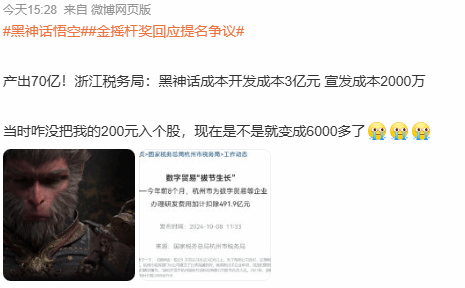 今天15:28 来自 微博网页版
#黑神话悟空##金摇杆奖回应提名争议#
产出70亿！浙江税务局：黑神话成本开发成本3亿元 宣发成本2000万
当时咋没把我的200元入个股，现在是不是就变成6000多了😭😭😭
国家税务总局杭州市税务局>工作动态
数字贸易“拔节生长”
—今年前8个月，杭州市为数字贸易等企业
办理研发费用加计扣除491.9亿元
发布时间：2024-10-08 11:33
来源：国家税务总局杭州市税务局